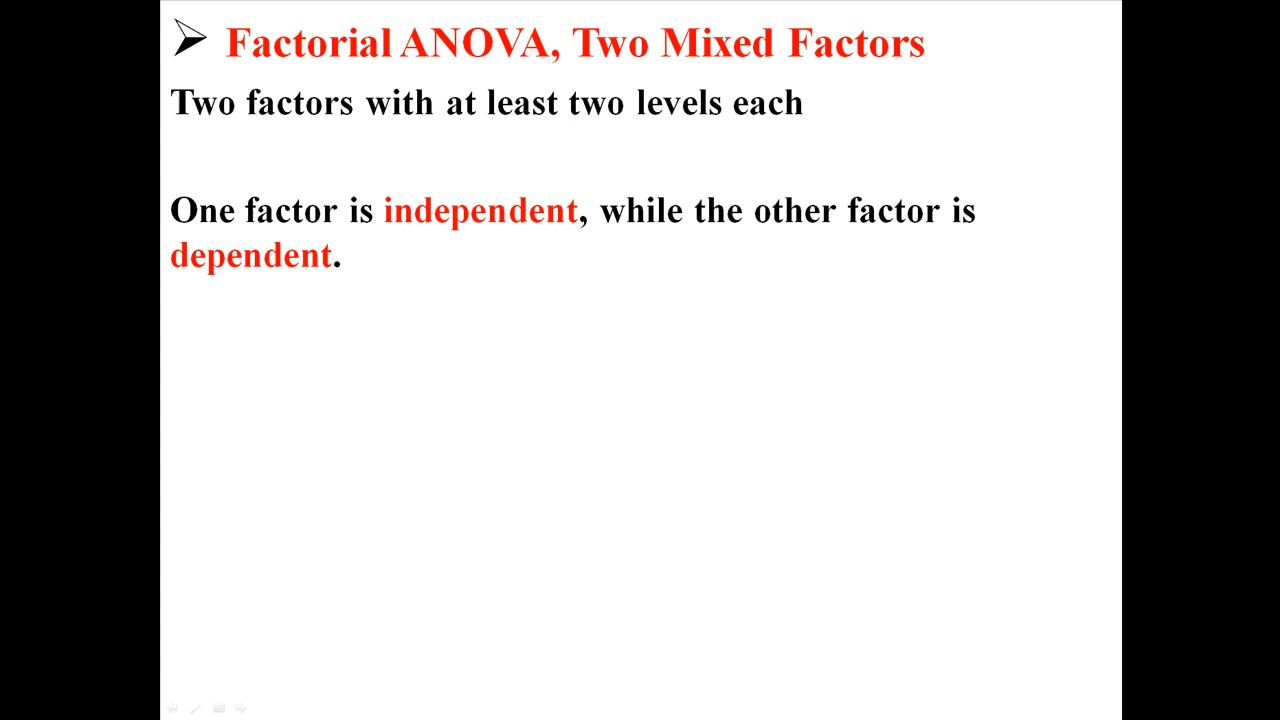 Factorial ANOVA, Two Mixed Factors
Two factors with at least two levels each
One factor is independent, while the other factor is
dependent.